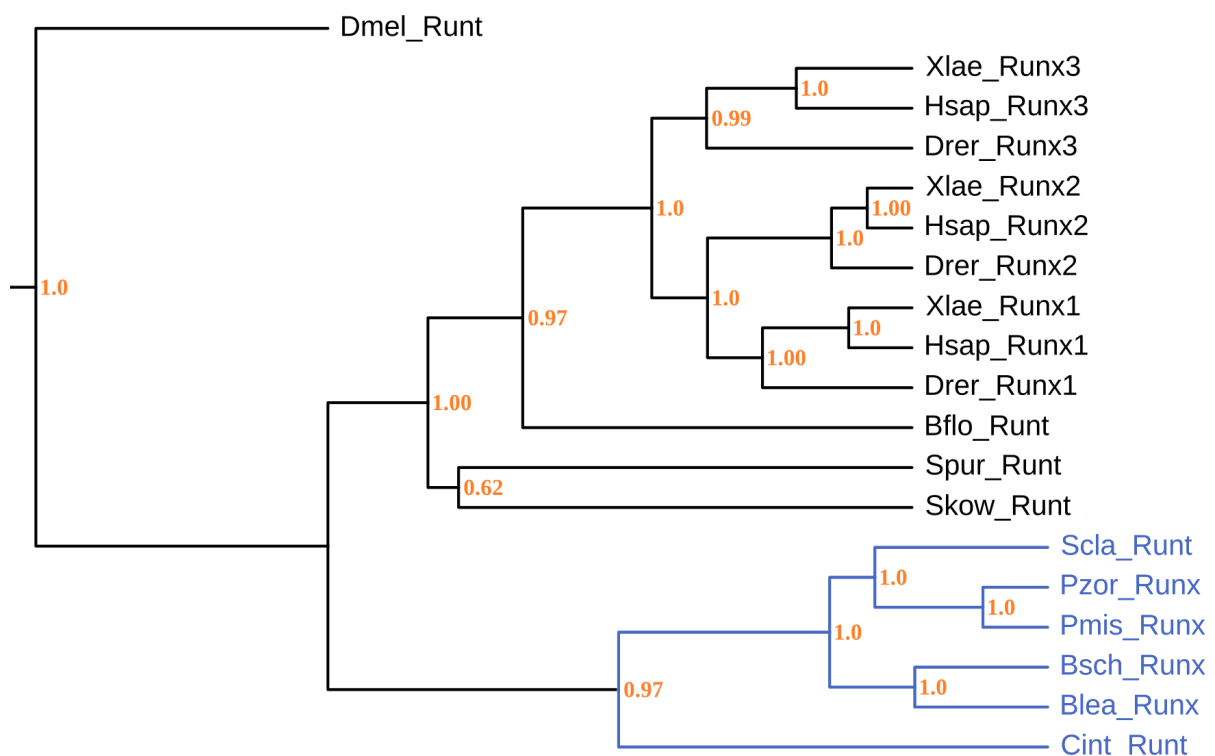 Dmel_Runt
Xlae_Runx3
1.0
Hsap_Runx3
0.99
Drer_Runx3
Xlae_Runx2
1.0
1.00
Hsap_Runx2
1.0
Drer_Runx2
1.0
1.0
Xlae_Runx1
0.97
1.0
Hsap_Runx1
1.00
Drer_Runx1
1.00
Bflo_Runt
Spur_Runt
0.62
Skow_Runt
Scla_Runt
1.0
Pzor_Runx
1.0
Pmis_Runx
1.0
Bsch_Runx
0.97
1.0
Blea_Runx
Cint_Runt